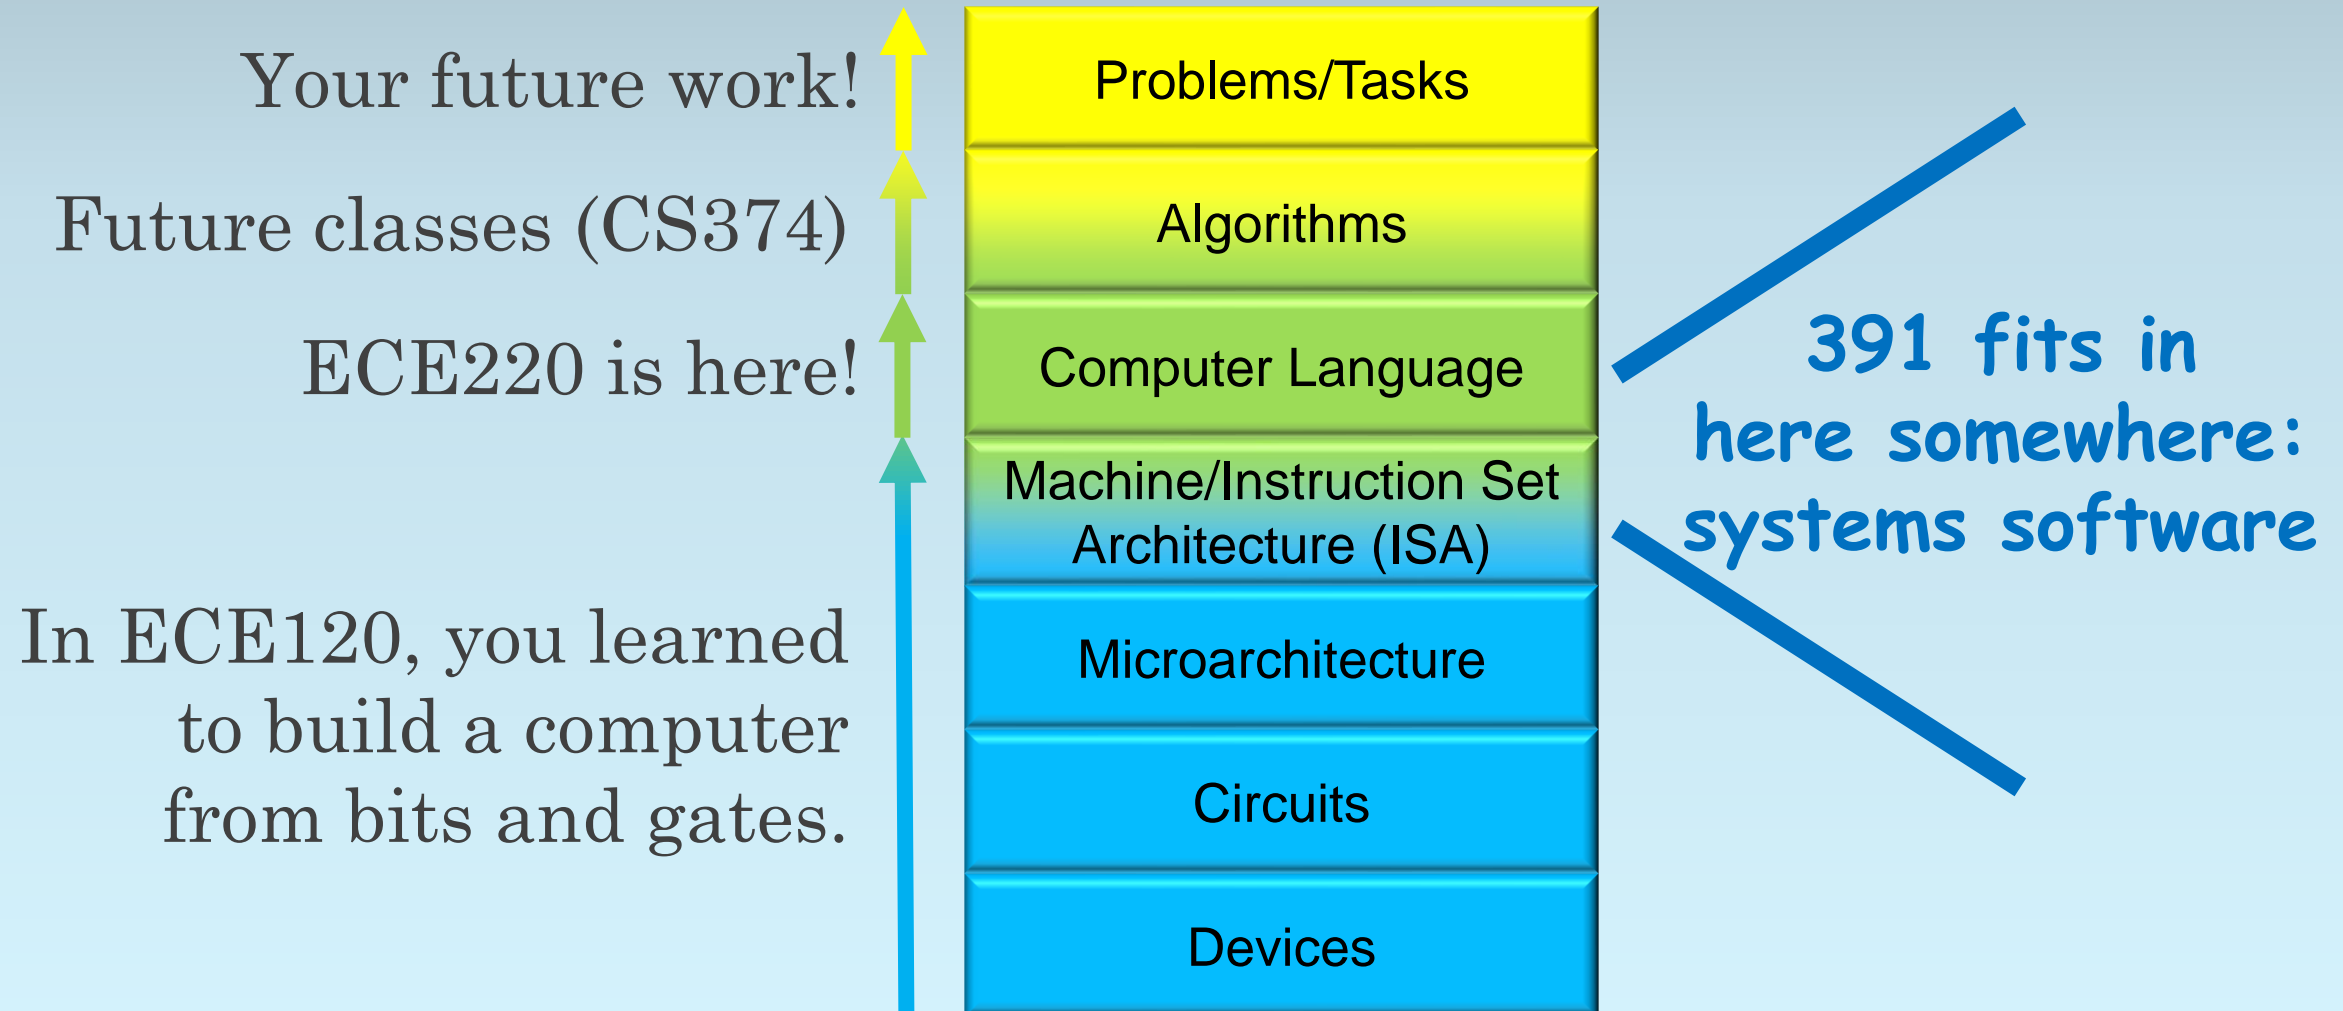 Your future work!
Problems/Tasks
Future classes (CS374)
Algorithms
ECE220 is here!
Computer Language
391 fits in
here somewhere:
systems software
Machine/Instruction Set
Architecture (ISA)
In ECE120, you learned
to build a computer
from bits and gates.
Microarchitecture
Circuits
Devices